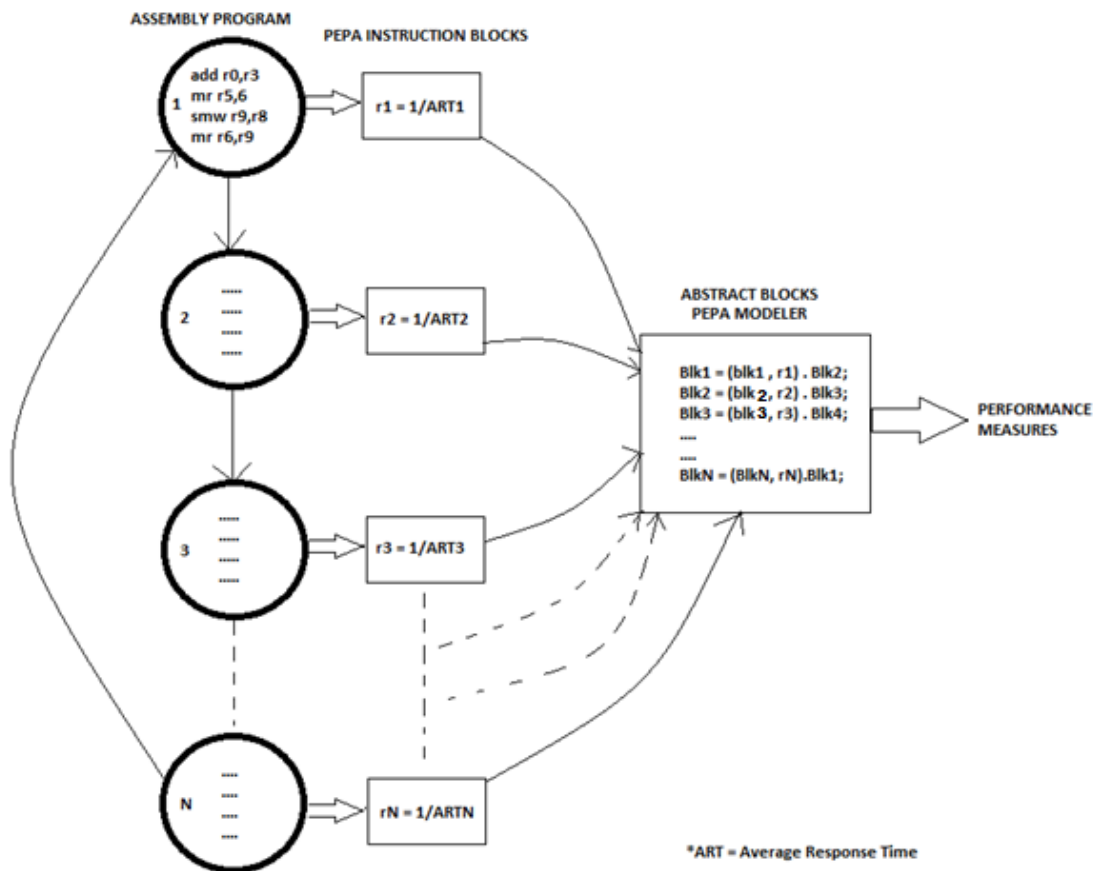 ASSEMBLY PROGRAM
PEPA INSTRUCTION BLOCKS
1
add r0,r3
mr r5,6
smw r9,r8
mr r6,r9
r1 = 1/ART1
2
.....
.....
.....
.....
r2 = 1/ART2
3
.....
.....
.....
.....
r3 = 1/ART3
N
....
....
....
....
rN = 1/ARTN
ABSTRACT BLOCKS
PEPA MODELER
Blk1 = (blk1 , r1) . Blk2;
Blk2 = (blk2, r2) . Blk3;
Blk3 = (blk3, r3) . Blk4;
....
....
BlkN = (BlkN, rN).Blk1;
PERFORMANCE
MEASURES
*ART = Average Response Time